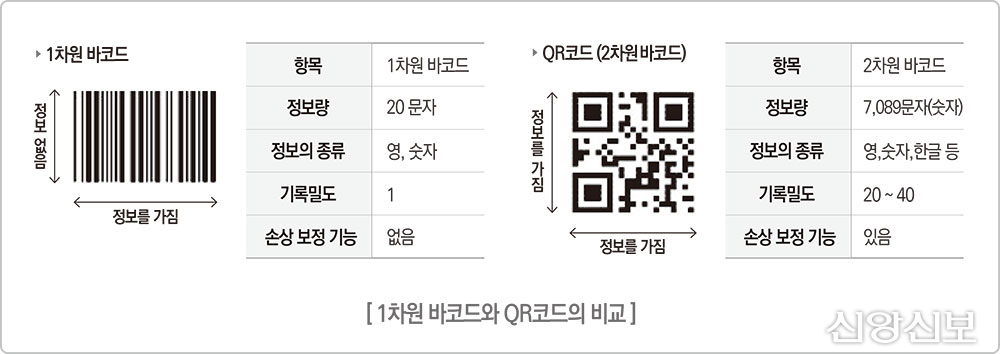 1차원 바코드
정보 없음
정보를 가짐
항목 1차원 바코드
정보량 20 문자
정보의 종류 영, 숫자
기록밀도 1
손상 보정 기능 없음
QR코드 (2차원 바코드)
정보를 가짐
정보를 가짐
항목 2차원 바코드
정보량 7,089문자(숫자)
정보의 종류 영,숫자,한글 등
기록밀도 20 ~ 40
손상 보정 기능 있음
[ 1차원 바코드와 QR코드의 비교 ]
신앙신보